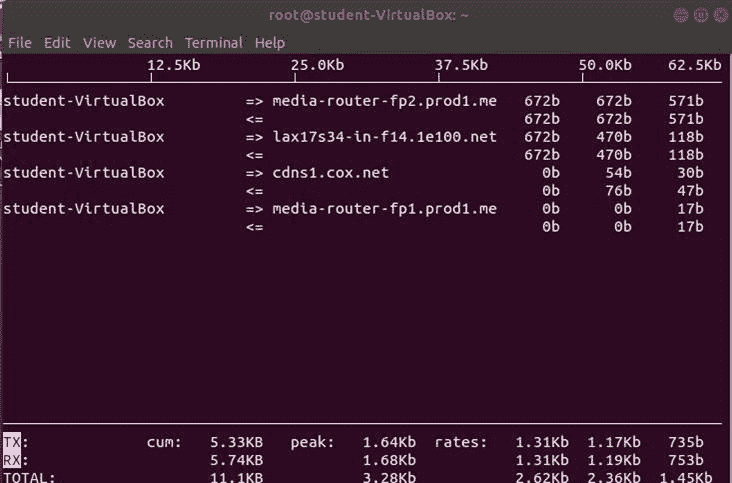 root@student-VirtualBox: ~
File Edit View Search Terminal Help
12.5Kb 25.0Kb 37.5Kb 50.0Kb 62.5Kb
student-VirtualBox => media-router-fp2.prod1.me 672b 672b 571b
<= 672b 672b 571b
student-VirtualBox => lax17s34-in-f14.1e100.net 672b 470b 118b
<= 672b 470b 118b
student-VirtualBox => cdns1.cox.net 0b 54b 30b
<= 0b 76b 47b
student-VirtualBox => media-router-fp1.prod1.me 0b 0b 17b
<= 0b 0b 17b
TX: cum: 5.33KB peak: 1.64Kb rates: 1.31Kb 1.17Kb 735b
RX: 5.74KB 1.68Kb 1.31Kb 1.19Kb 753b
TOTAL: 11.1KB 3.28Kb 2.62Kb 2.36Kb 1.45Kb